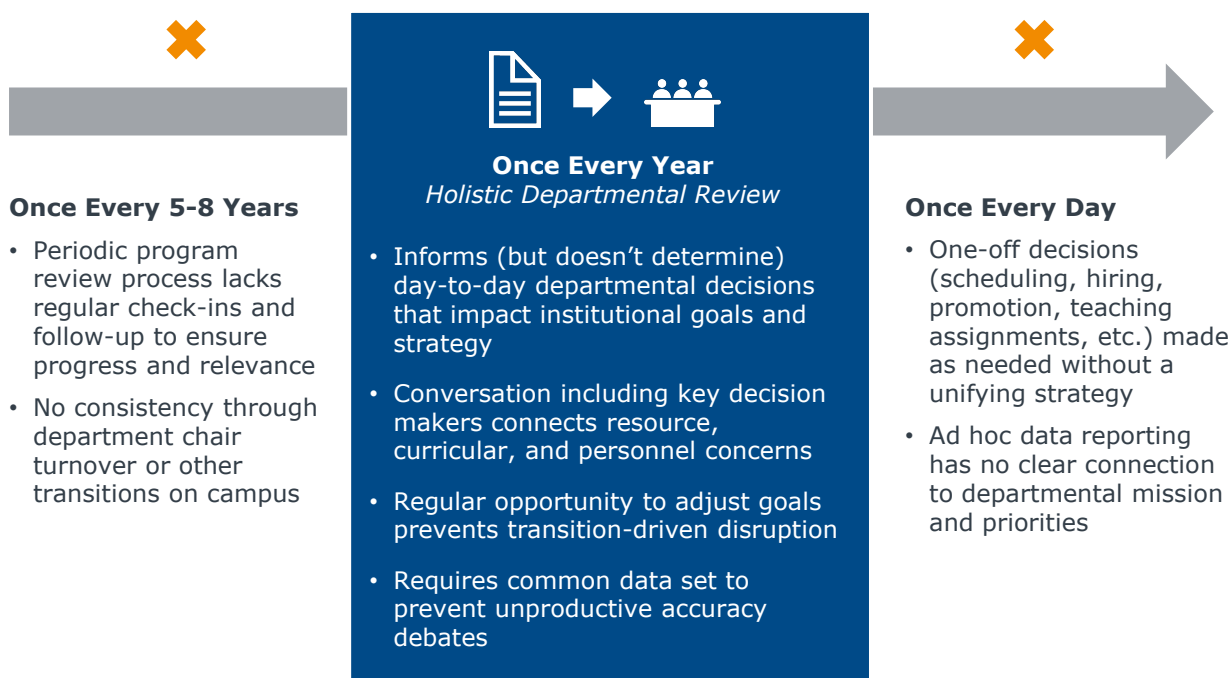 Once Every 5-8 Years
• Periodic program
review process lacks
regular check-ins and
follow-up to ensure
progress and relevance
• No consistency through
department chair
turnover or other
transitions on campus
Once Every Year
Holistic Departmental Review
• Informs (but doesn’t determine)
day-to-day departmental decisions
that impact institutional goals and
strategy
• Conversation including key decision
makers connects resource,
curricular, and personnel concerns
• Regular opportunity to adjust goals
prevents transition-driven disruption
• Requires common data set to
prevent unproductive accuracy
debates
Once Every Day
• One-off decisions
(scheduling, hiring,
promotion, teaching
assignments, etc.) made
as needed without a
unifying strategy
• Ad hoc data reporting
has no clear connection
to departmental mission
and priorities